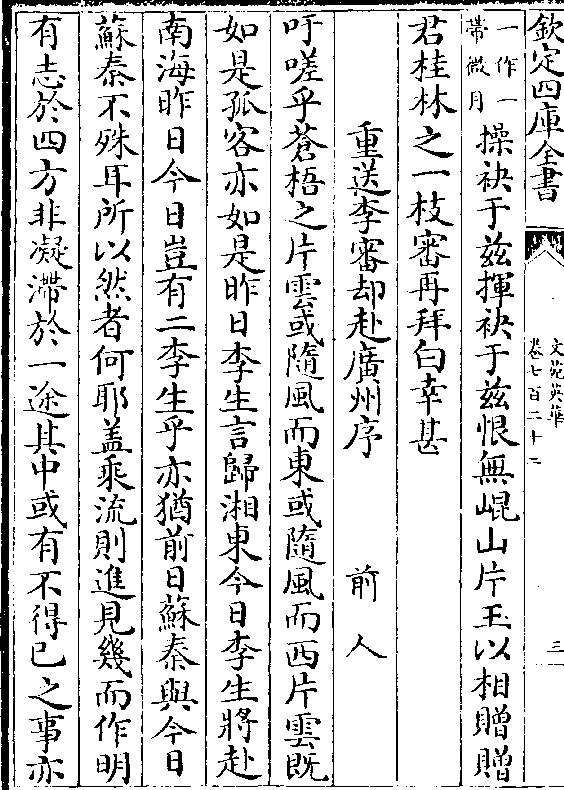 欽定四庫全書
文苑英華
卷七百二十二
三
一作一
帶微月
操袂于兹揮袂于兹恨無崐山片玉以相贈贈
君桂林之一枝審再拜白幸甚
重送李審却赴廣州序 前人
吁嗟乎蒼梧之片雲或隨風而東或隨風而西片雲既
如是孤客亦如是昨日李生言歸湘東今日李生將赴
南海昨日今日豈有二李生乎亦猶前日蘇秦與今日
蘇秦不殊耳所以然者何耶盖乘流則進見幾而作明
有志於四方非凝滯於一途其中或有不得已之事亦